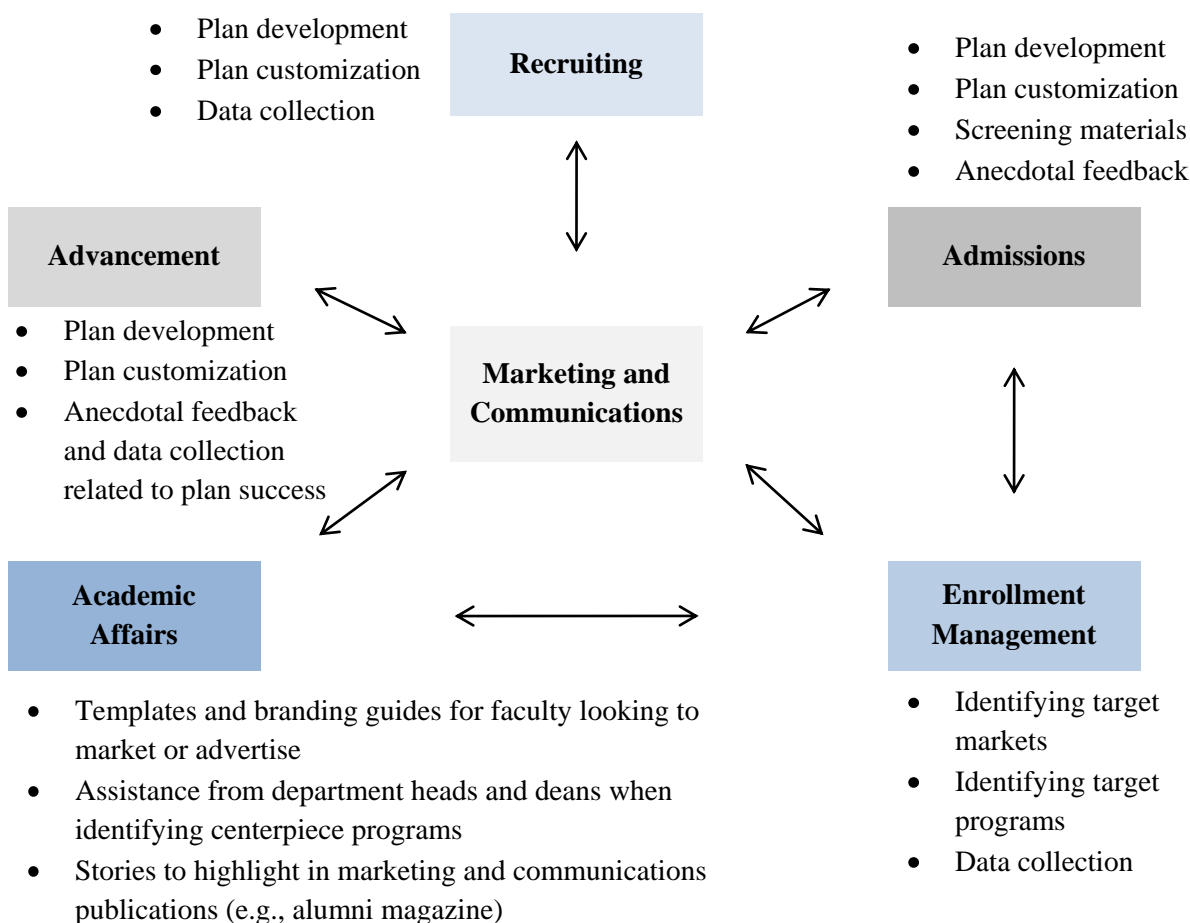 • Plan development
• Plan customization
• Data collection
Recruiting
• Plan development
• Plan customization
• Screening materials
• Anecdotal feedback
Advancement
Admissions
• Plan development
• Plan customization
• Anecdotal feedback
and data collection
related to plan success
Marketing and
Communications
Academic
Affairs
Enrollment
Management
• Templates and branding guides for faculty looking to
market or advertise
• Assistance from department heads and deans when
identifying centerpiece programs
• Stories to highlight in marketing and communications
publications (e.g., alumni magazine)
• Identifying target
markets
• Identifying target
programs
• Data collection